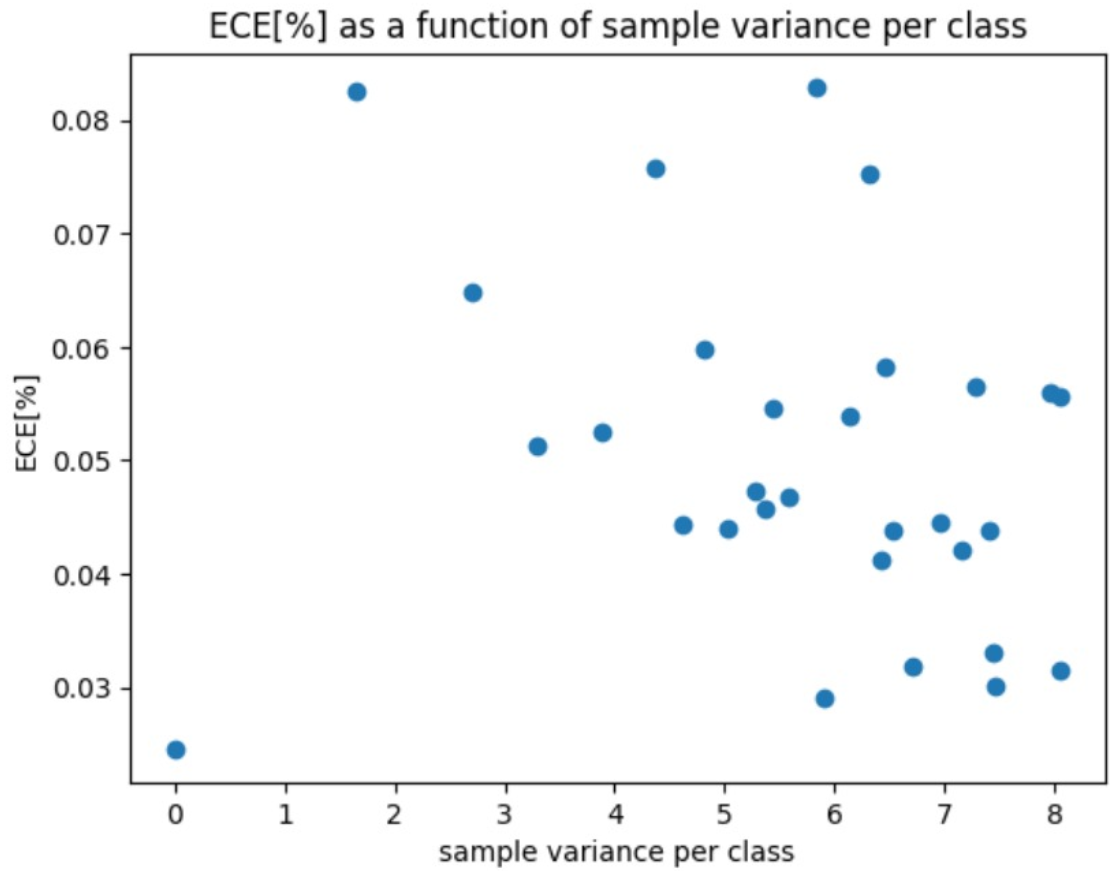 ECE[%] as a function of sample variance per class
0.08
0.07
0.06
0.05
0.04
0.03
ECE[%]
0 1 2 3 4 5 6 7 8
sample variance per class